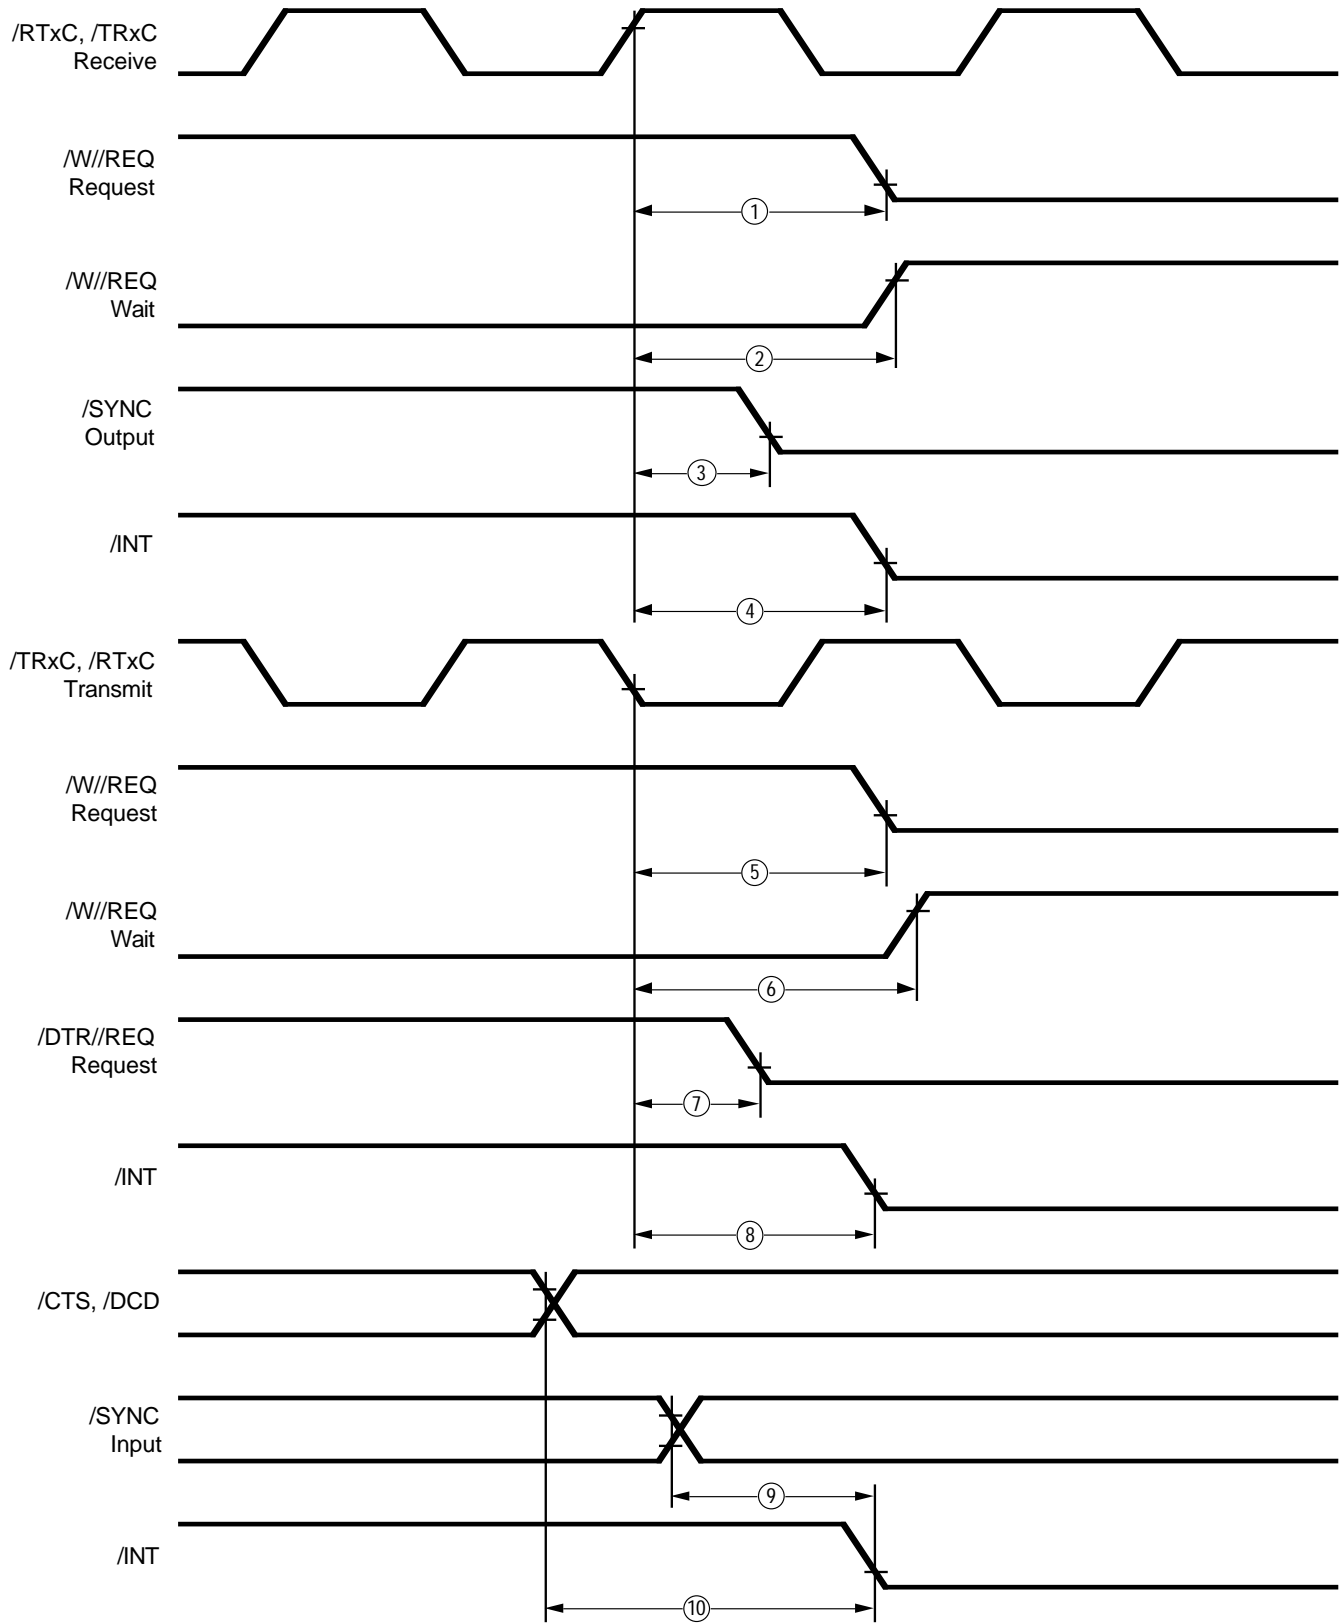 /RTxC, /TRxC
Receive
/W//REQ
Request
1
/W//REQ
Wait
2
/SYNC
Output
3
/INT
4
/TRxC, /RTxC
Transmit
/W//REQ
Request
5
/W//REQ
Wait
6
/DTR//REQ
Request
7
/INT
8
/CTS, /DCD
/SYNC
Input
9
/INT
10